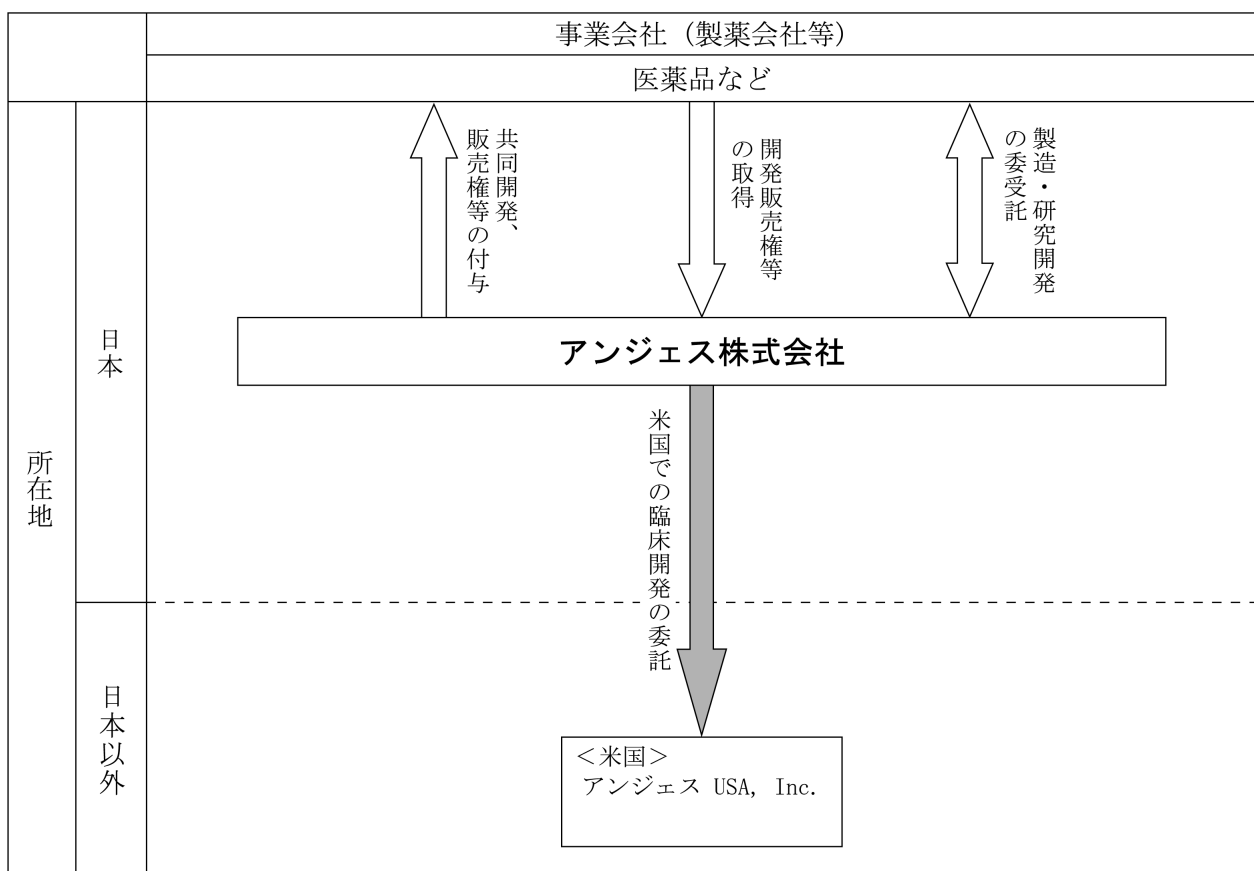 事業会社（製薬会社等）
医薬品など
共同開発、
販売権等の付与
開発販売権等
の取得
製造・研究開発
の委受託
所在地
日本
アンジェス株式会社
米国での臨床開発の委託
日本以外
＜米国＞
アンジェス USA, Inc.